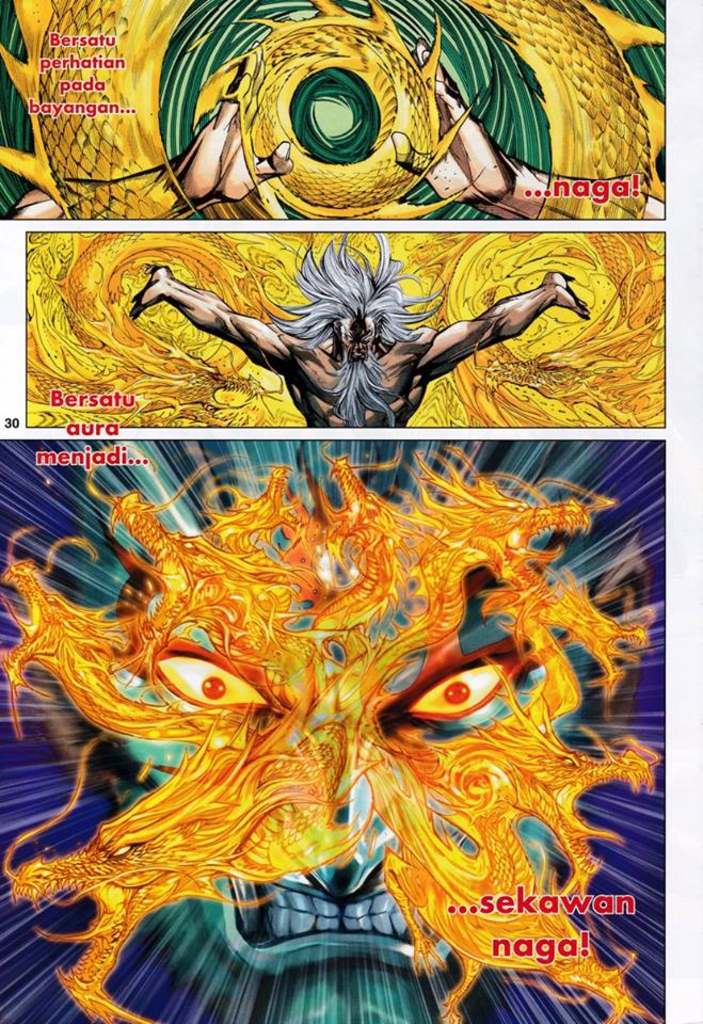 Bersatu
perhatian
pada
bayangan...
...naga!
30
Bersatu
aura
menjadi...
...sekawan
naga!